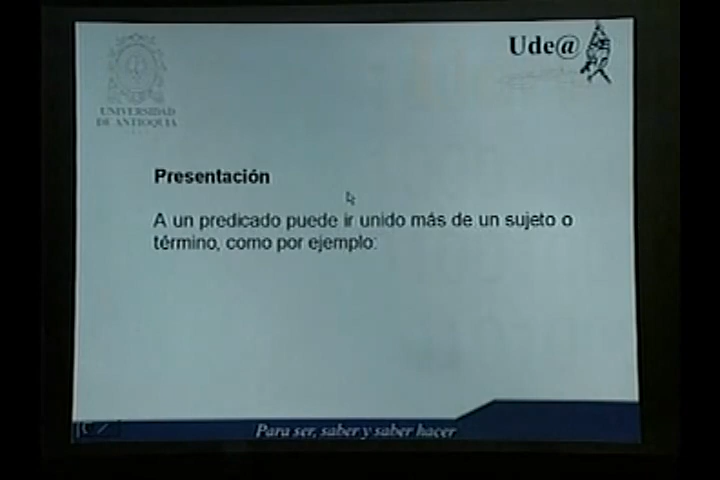 Ude@
UNIVERSIDAD
DE ANTIOQUIA
Presentación
A un predicado puede ir unido más de un sujeto o
término, como por ejemplo:
Para ser, saber y saber hacer